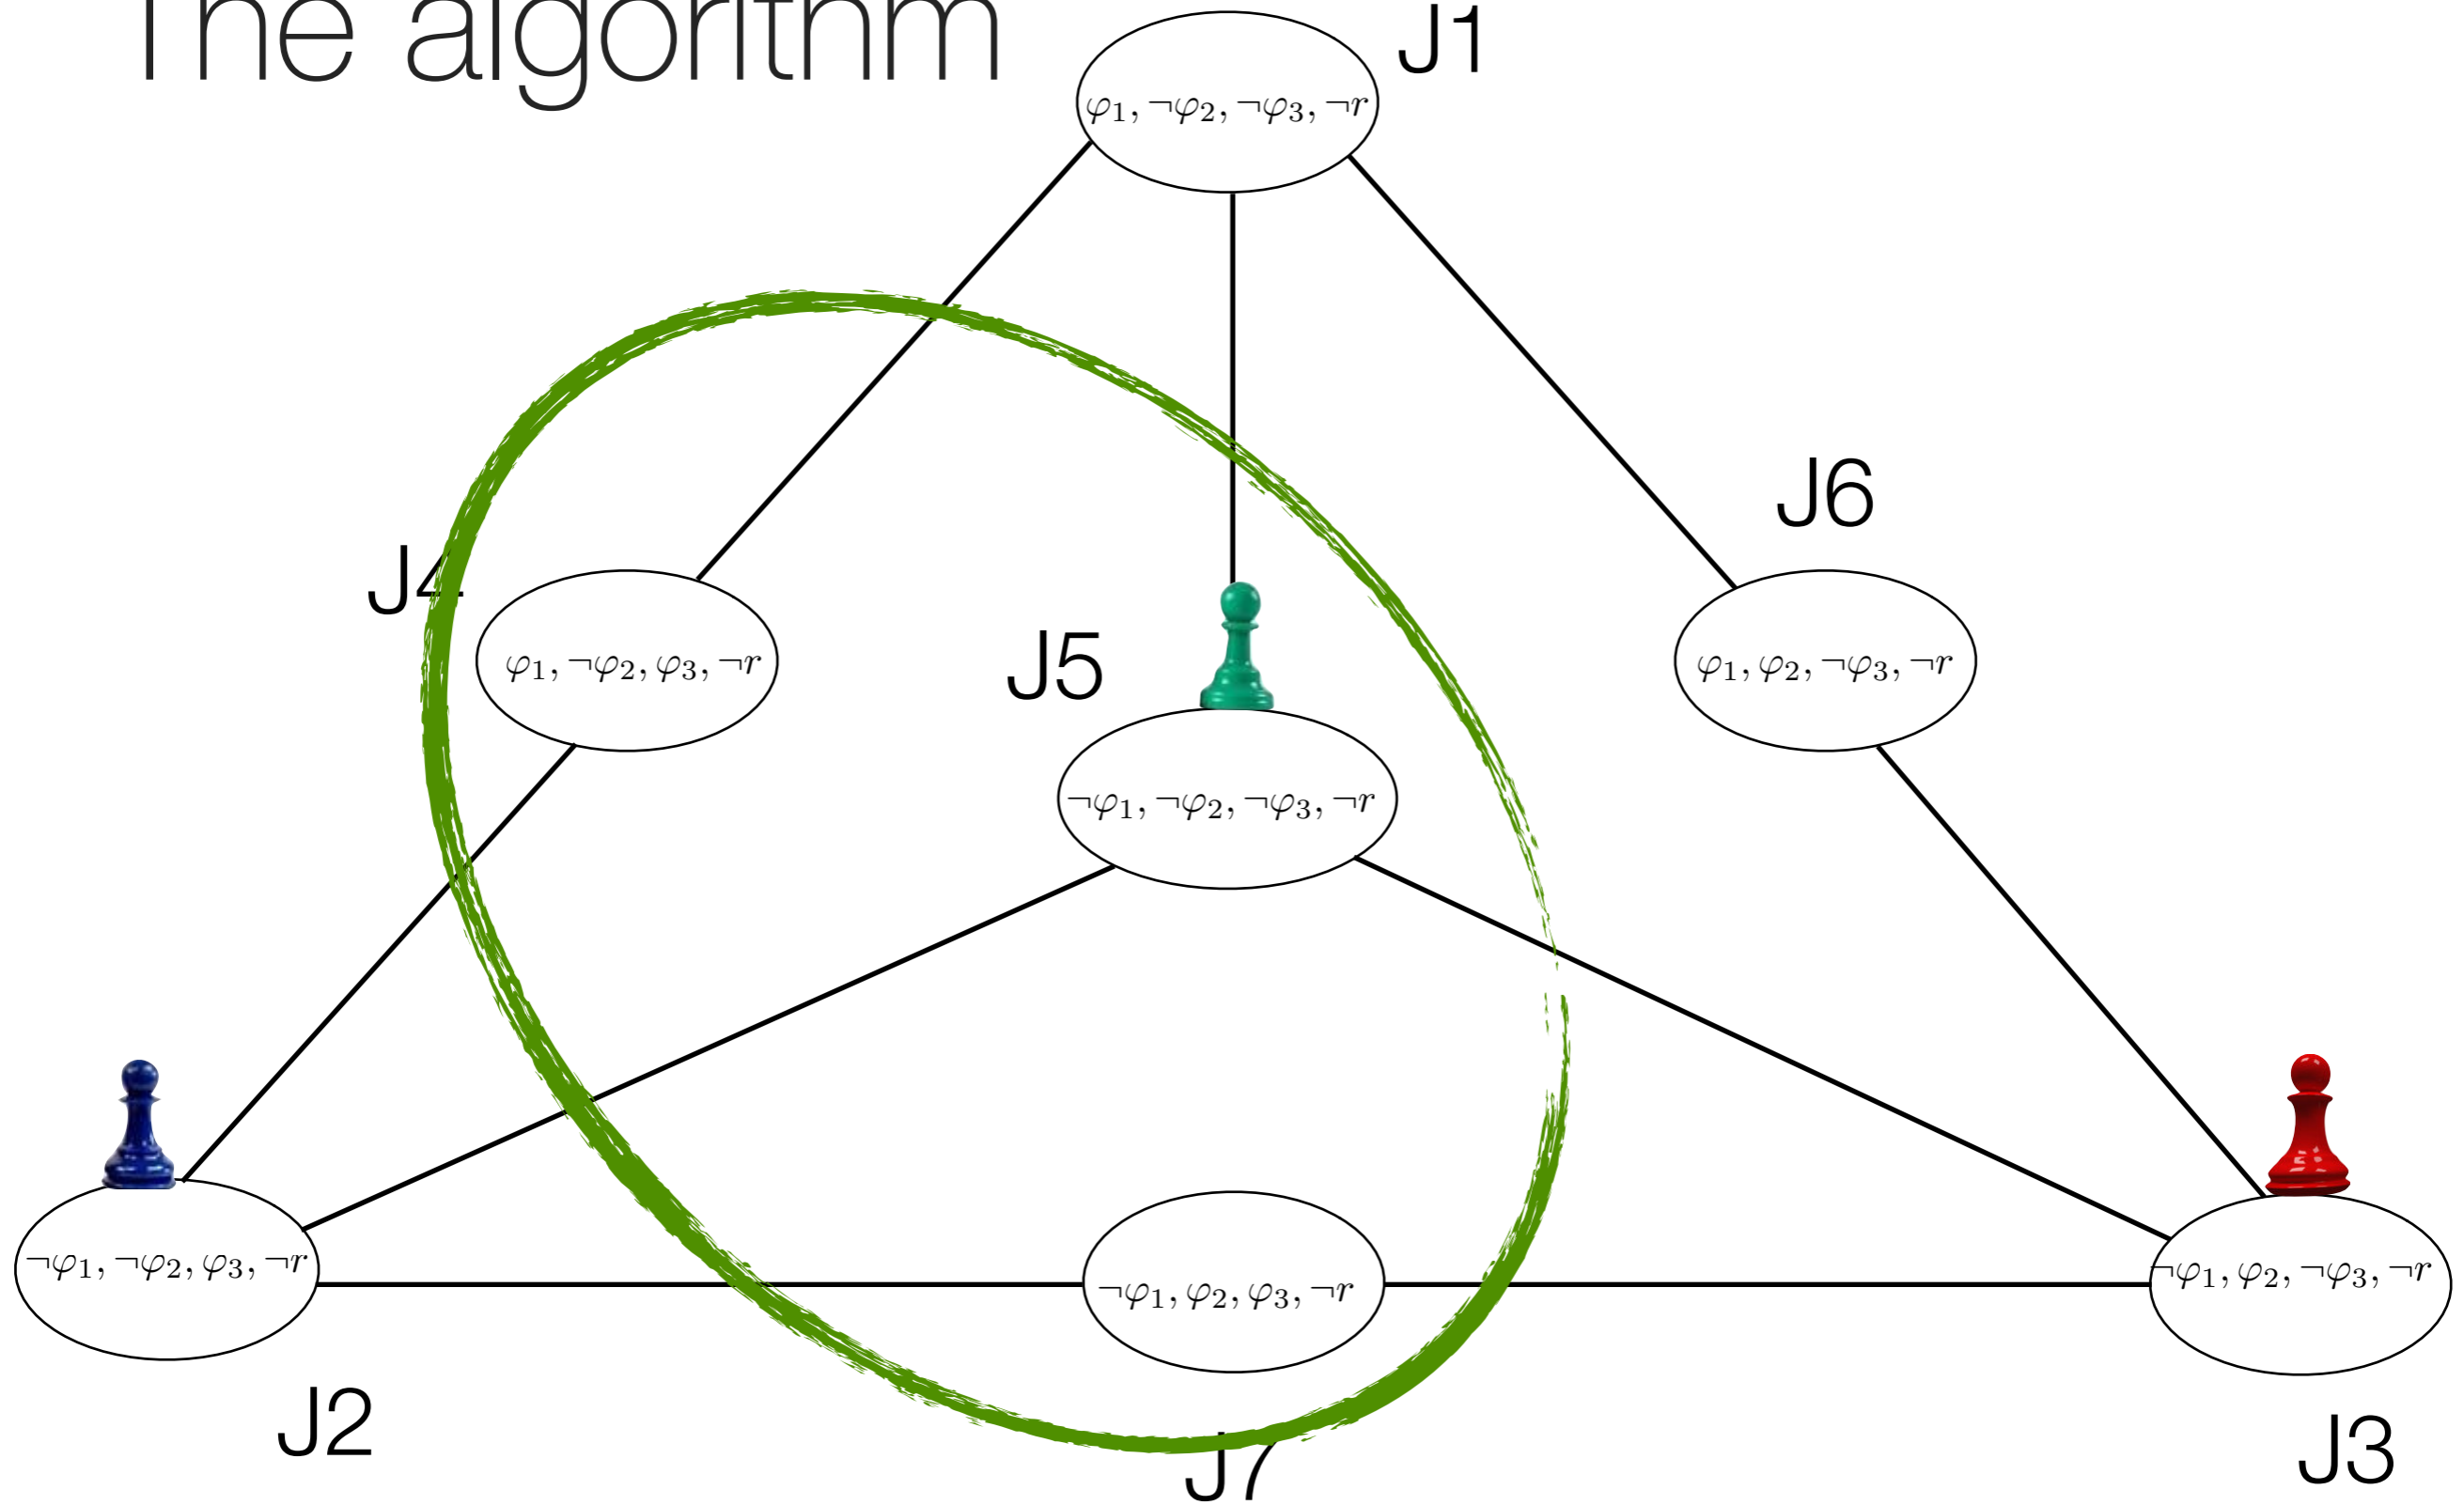 The algorithm
J1
φ₁, ¬φ₂, ¬φ₃, ¬r
J6
J4
J5
φ₁, ¬φ₂, φ₃, ¬r
φ₁, φ₂, ¬φ₃, ¬r
¬φ₁, ¬φ₂, ¬φ₃, ¬r
¬φ₁, ¬φ₂, φ₃, ¬r
¬φ₁, φ₂, φ₃, ¬r
¬φ₁, φ₂, ¬φ₃, ¬r
J2
J7
J3